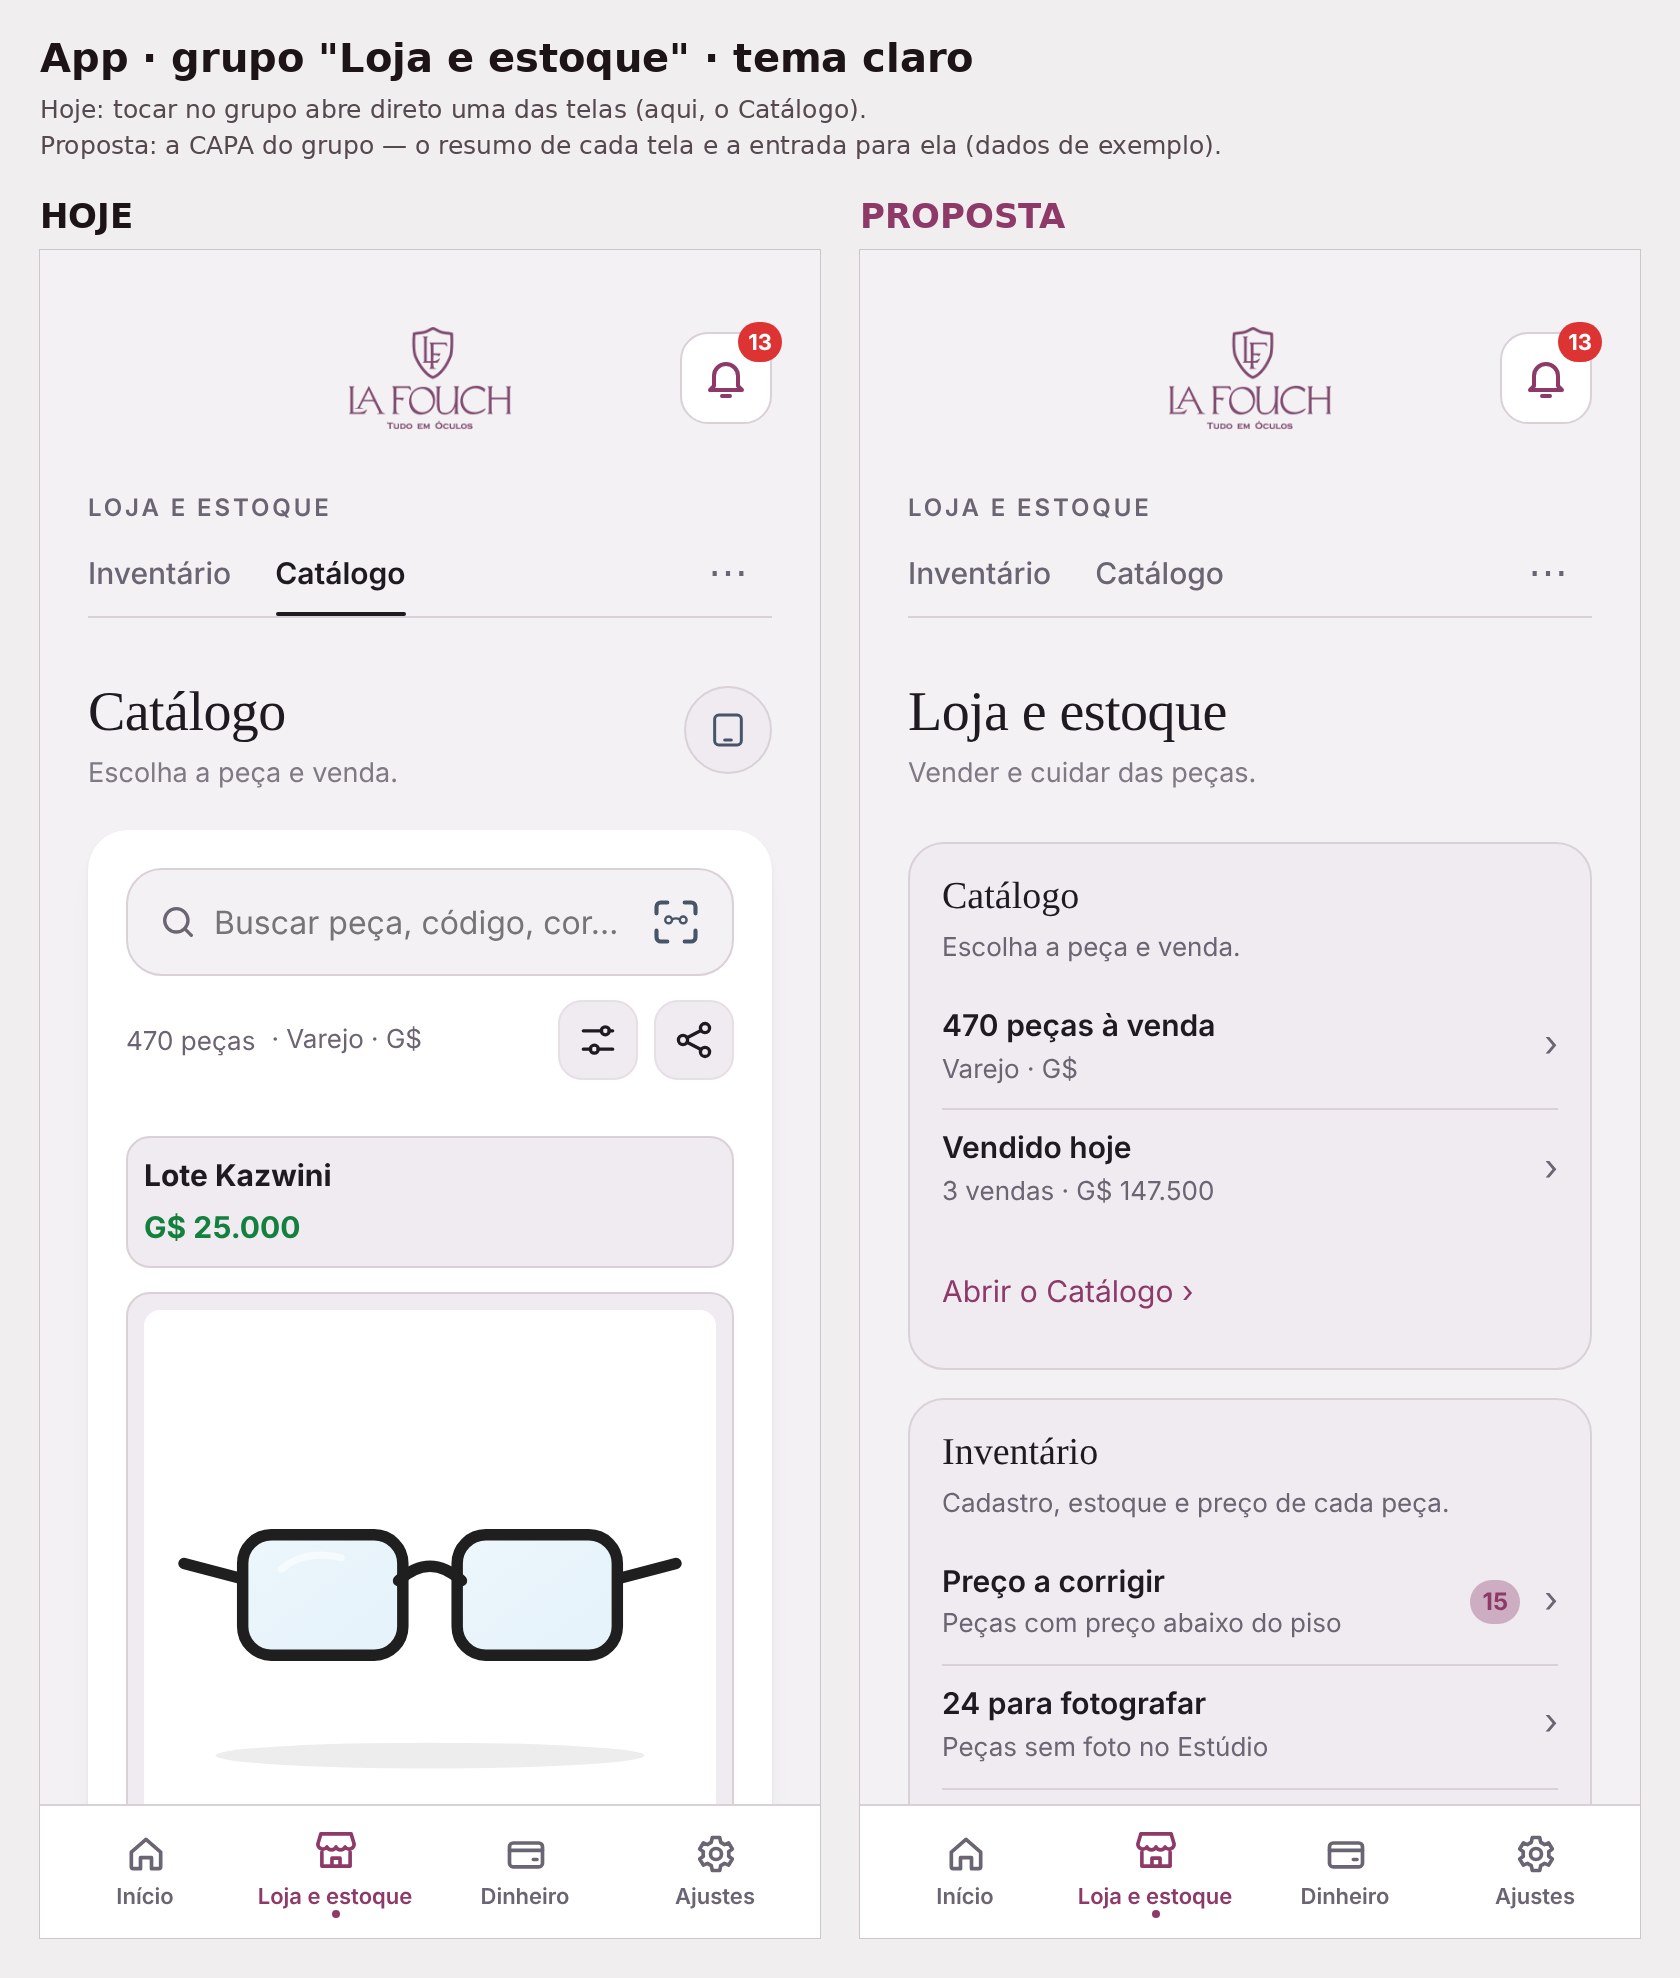 App · grupo "Loja e estoque" · tema claro
Hoje: tocar no grupo abre direto uma das telas (aqui, o Catálogo).
Proposta: a CAPA do grupo — o resumo de cada tela e a entrada para ela (dados de exemplo).
HOJE
LF
LA FOUCH
TUDO EM ÓCULOS
13
LOJA E ESTOQUE
Inventário Catálogo ···
Catálogo
Escolha a peça e venda.
Buscar peça, código, cor...
470 peças · Varejo · G$
Lote Kazwini
G$ 25.000
Início Loja e estoque Dinheiro Ajustes
PROPOSTA
LF
LA FOUCH
TUDO EM ÓCULOS
13
LOJA E ESTOQUE
Inventário Catálogo ···
Loja e estoque
Vender e cuidar das peças.
Catálogo
Escolha a peça e venda.
470 peças à venda
Varejo · G$ ›
Vendido hoje
3 vendas · G$ 147.500 ›
Abrir o Catálogo ›
Inventário
Cadastro, estoque e preço de cada peça.
Preço a corrigir 15 ›
Peças com preço abaixo do piso
24 para fotografar ›
Peças sem foto no Estúdio
Início Loja e estoque Dinheiro Ajustes